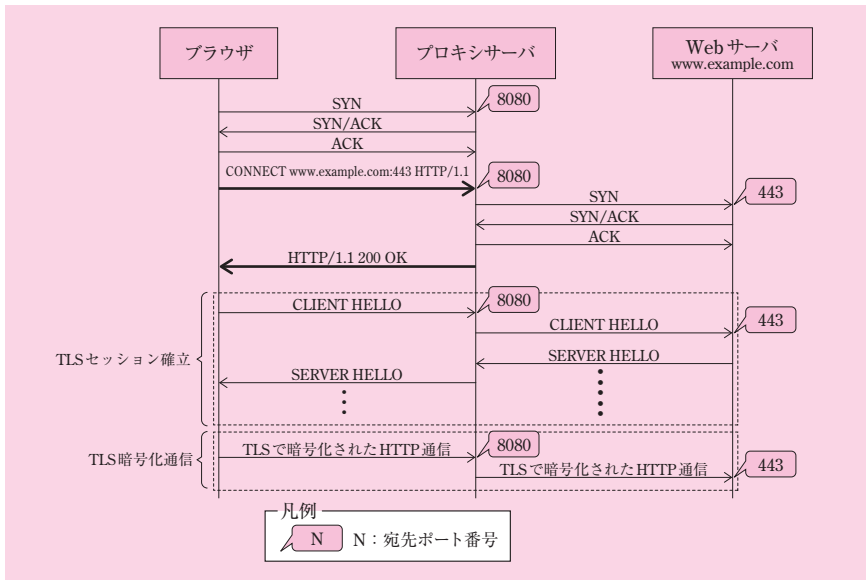 ブラウザ
プロキシサーバ
Webサーバ
www.example.com
SYN
8080
SYN/ACK
ACK
CONNECT www.example.com:443 HTTP/1.1
8080
SYN
443
SYN/ACK
ACK
HTTP/1.1 200 OK
CLIENT HELLO
8080
CLIENT HELLO
443
TLSセッション確立
SERVER HELLO
SERVER HELLO
TLS暗号化通信
TLSで暗号化されたHTTP通信
8080
TLSで暗号化されたHTTP通信
443
凡例
N
N:宛先ポート番号